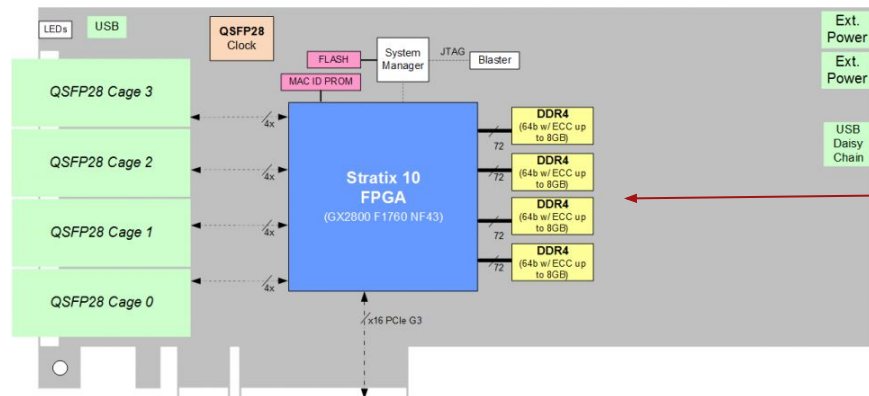 LEDs
USB
QSFP28
Clock
System
Manager
FLASH
JTAG
Blaster
MAC ID PROM
Ext.
Power
Ext.
Power
USB
Daisy
Chain
QSFP28 Cage 3
4x
QSFP28 Cage 2
4x
QSFP28 Cage 1
4x
QSFP28 Cage 0
4x
Stratix 10
FPGA
(GX2800 F1760 NF43)
72
DDR4
(64b w/ ECC up
to 8GB)
72
DDR4
(64b w/ ECC up
to 8GB)
72
DDR4
(64b w/ ECC up
to 8GB)
72
DDR4
(64b w/ ECC up
to 8GB)
x16 PCIe G3